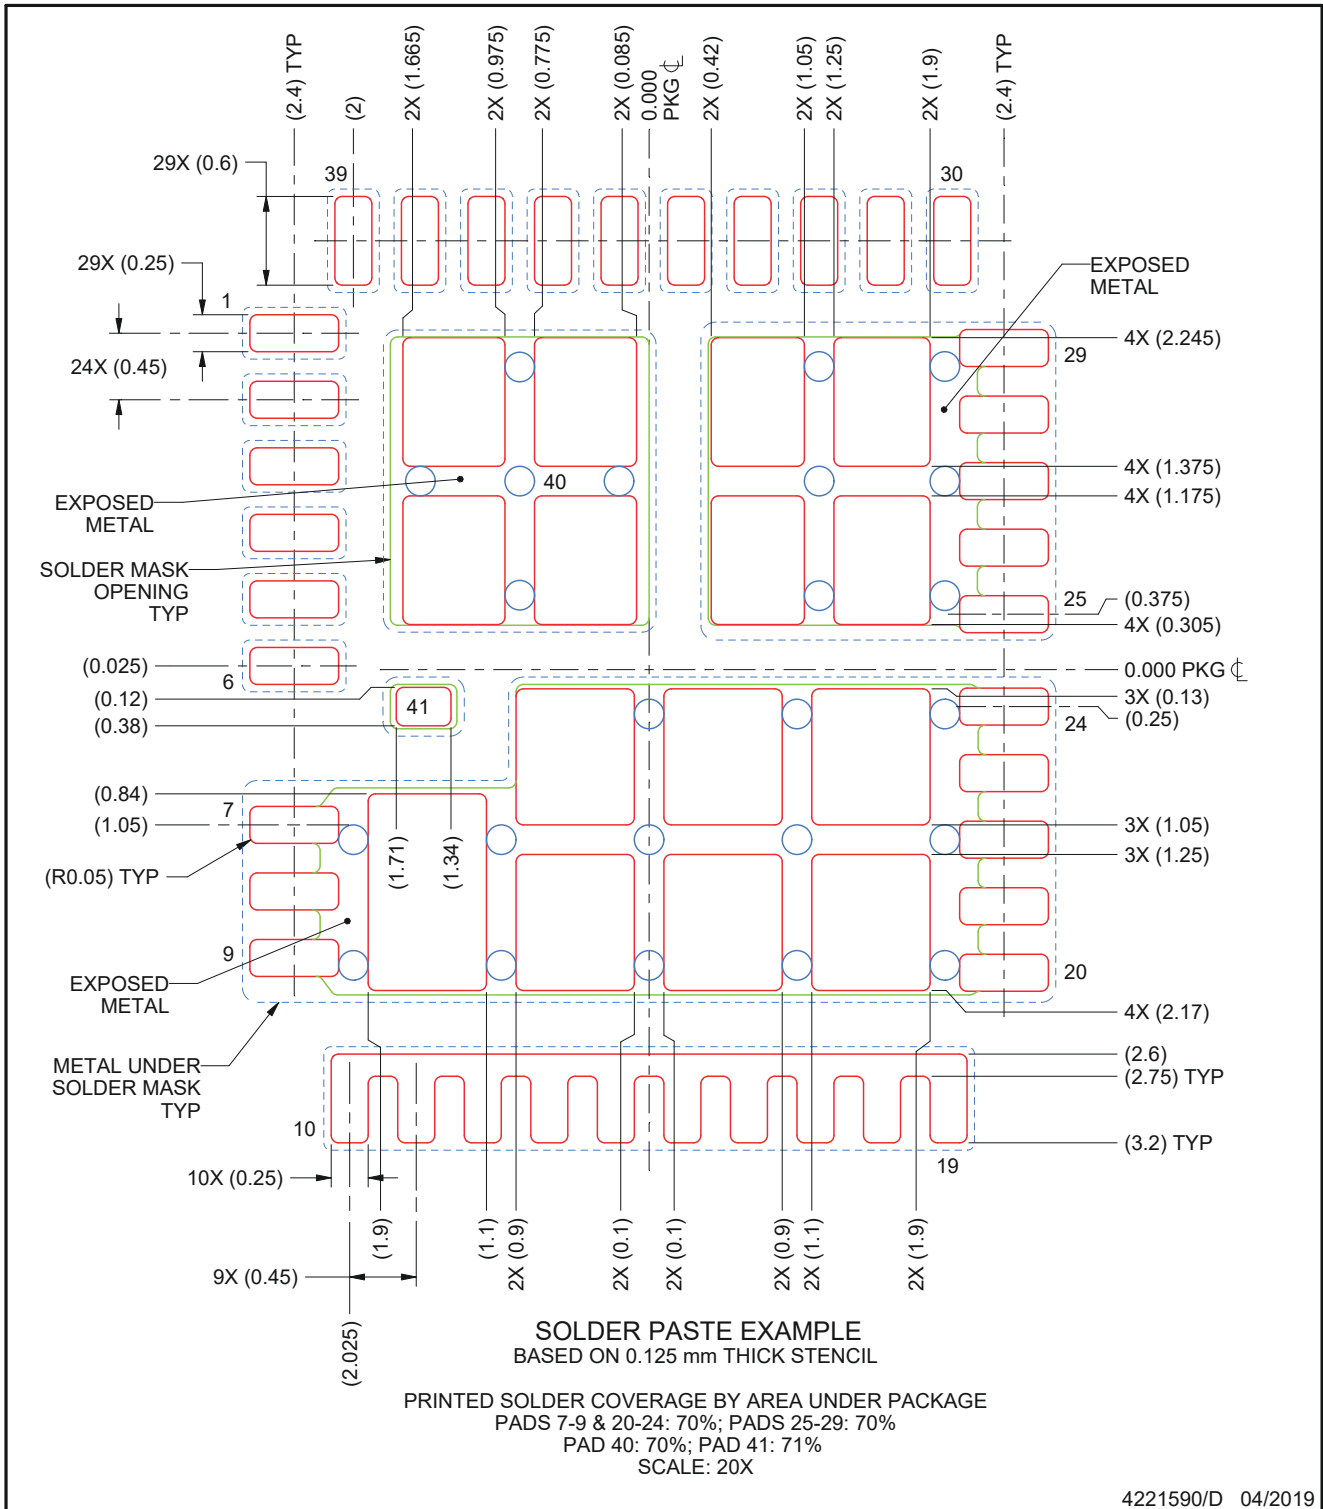 (2.4) TYP
(2)
2X (1.665)
2X (0.975)
2X (0.775)
2X (0.085)
0.000
PKG ℄
2X (0.42)
2X (1.05)
2X (1.25)
2X (1.9)
(2.4) TYP
29X (0.6)
39
30
29X (0.25)
1
EXPOSED
METAL
24X (0.45)
4X (2.245)
29
4X (1.375)
40
4X (1.175)
EXPOSED
METAL
SOLDER MASK
OPENING
TYP
25
(0.375)
4X (0.305)
(0.025)
6
0.000 PKG ℄
(0.12)
41
3X (0.13)
(0.38)
24
(0.25)
(0.84)
7
(1.05)
(1.71)
(1.34)
3X (1.05)
3X (1.25)
(R0.05) TYP
9
20
EXPOSED
METAL
4X (2.17)
METAL UNDER
SOLDER MASK
TYP
(2.6)
(2.75) TYP
10
(3.2) TYP
19
10X (0.25)
(1.9)
(1.1)
2X (0.9)
2X (0.1)
2X (0.1)
2X (0.9)
2X (1.1)
2X (1.9)
9X (0.45)
(2.025)
SOLDER PASTE EXAMPLE
BASED ON 0.125 mm THICK STENCIL
PRINTED SOLDER COVERAGE BY AREA UNDER PACKAGE
PADS 7-9 & 20-24: 70%; PADS 25-29: 70%
PAD 40: 70%; PAD 41: 71%
SCALE: 20X
4221590/D 04/2019